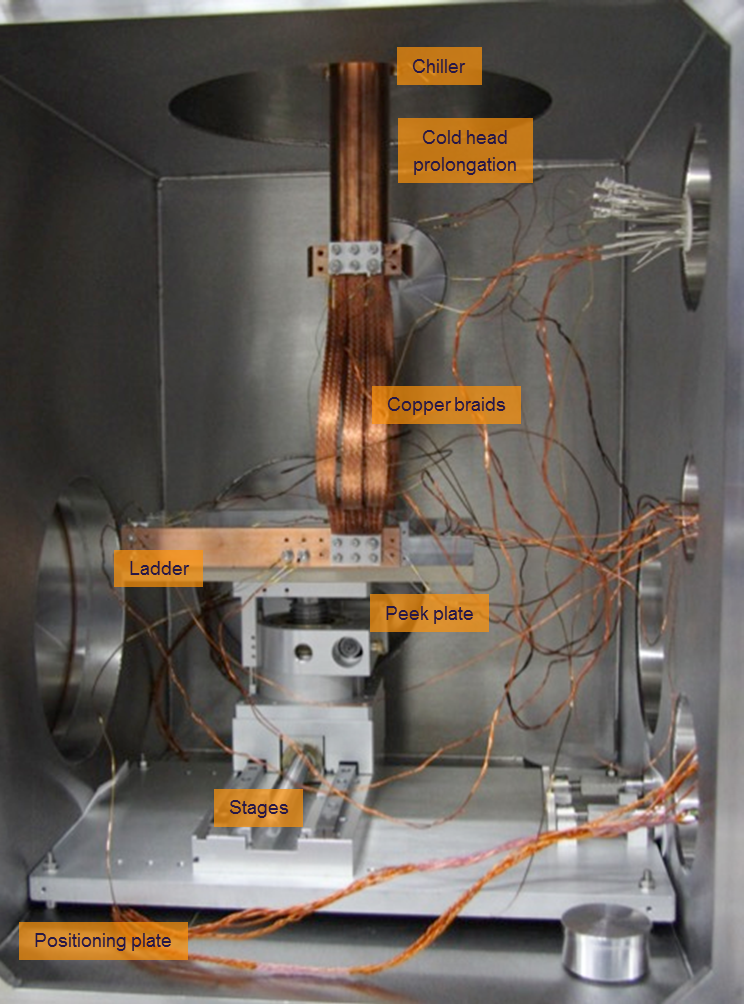 Chiller
Cold head
prolongation
Copper braids
Ladder
Peek plate
Stages
Positioning plate